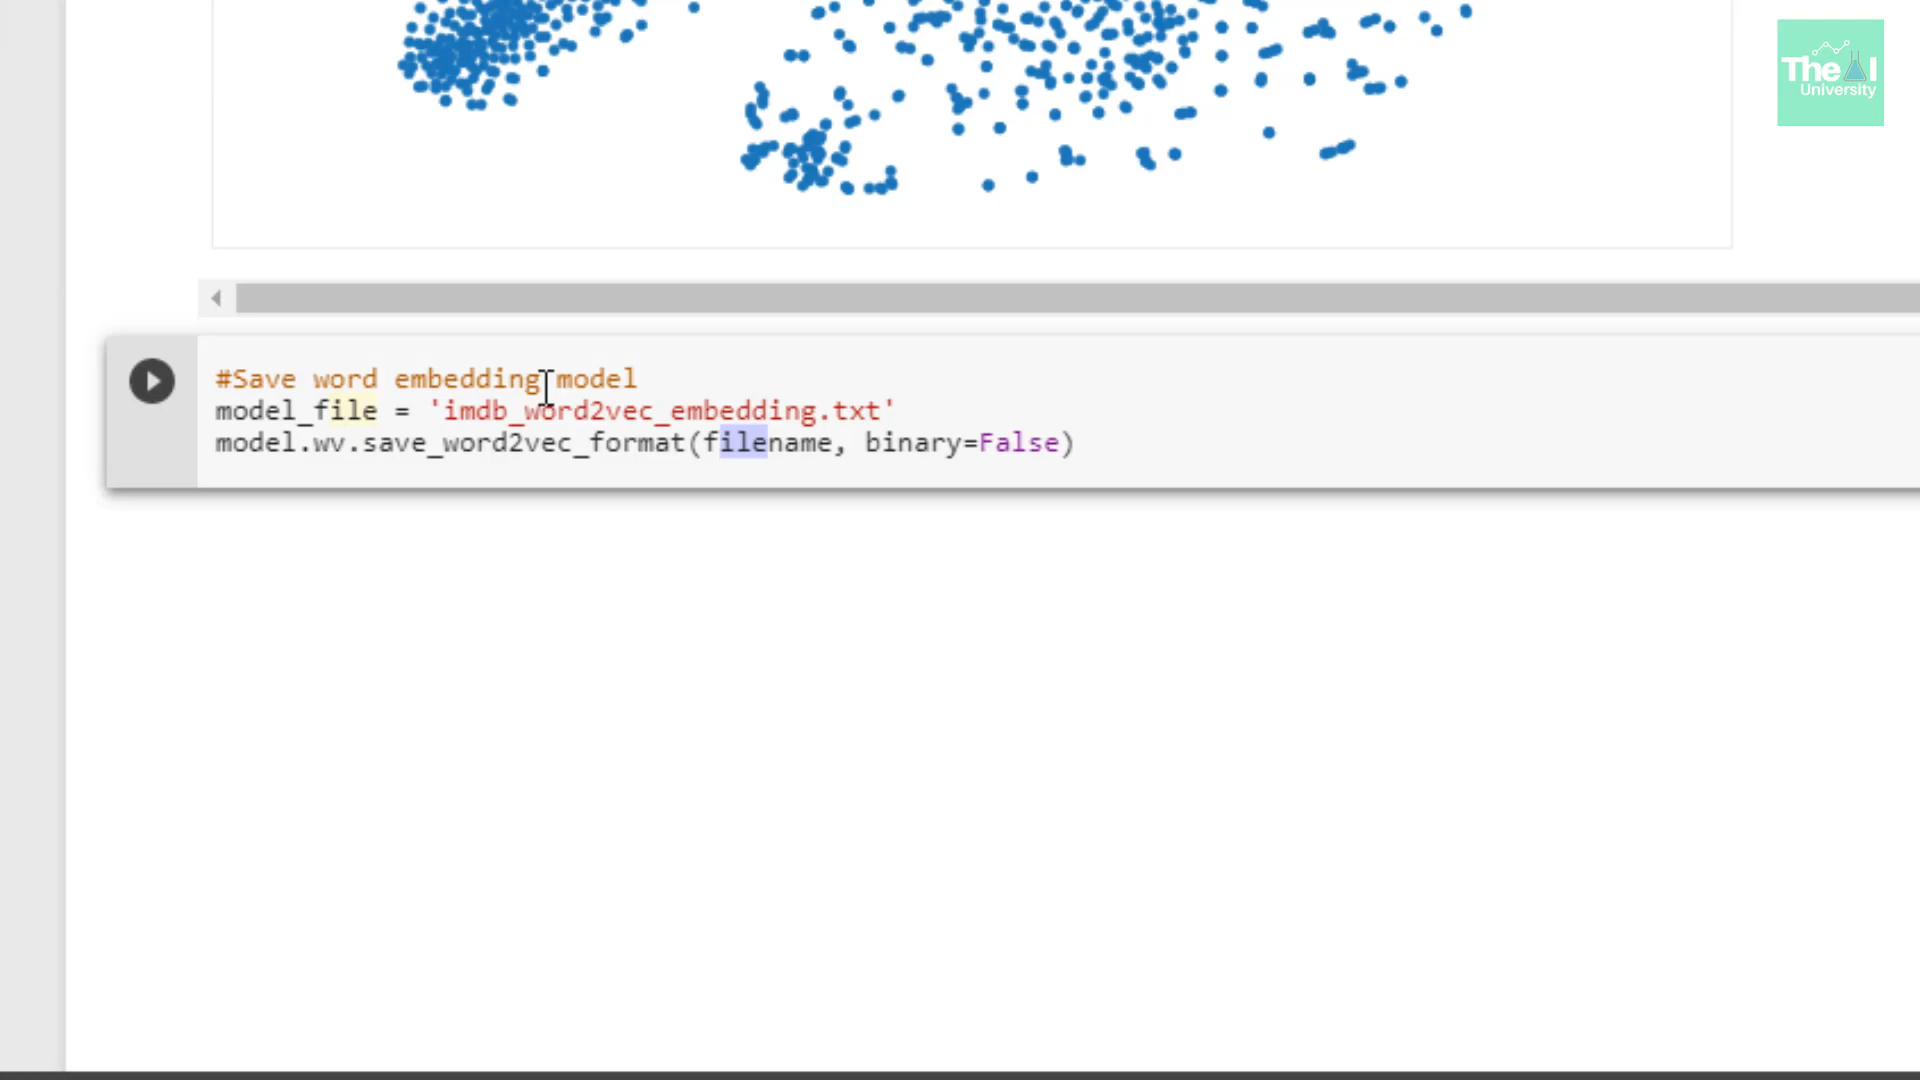 The AI
University
#Save word embedding model
model_file = 'imdb_word2vec_embedding.txt'
model.wv.save_word2vec_format(filename, binary=False)